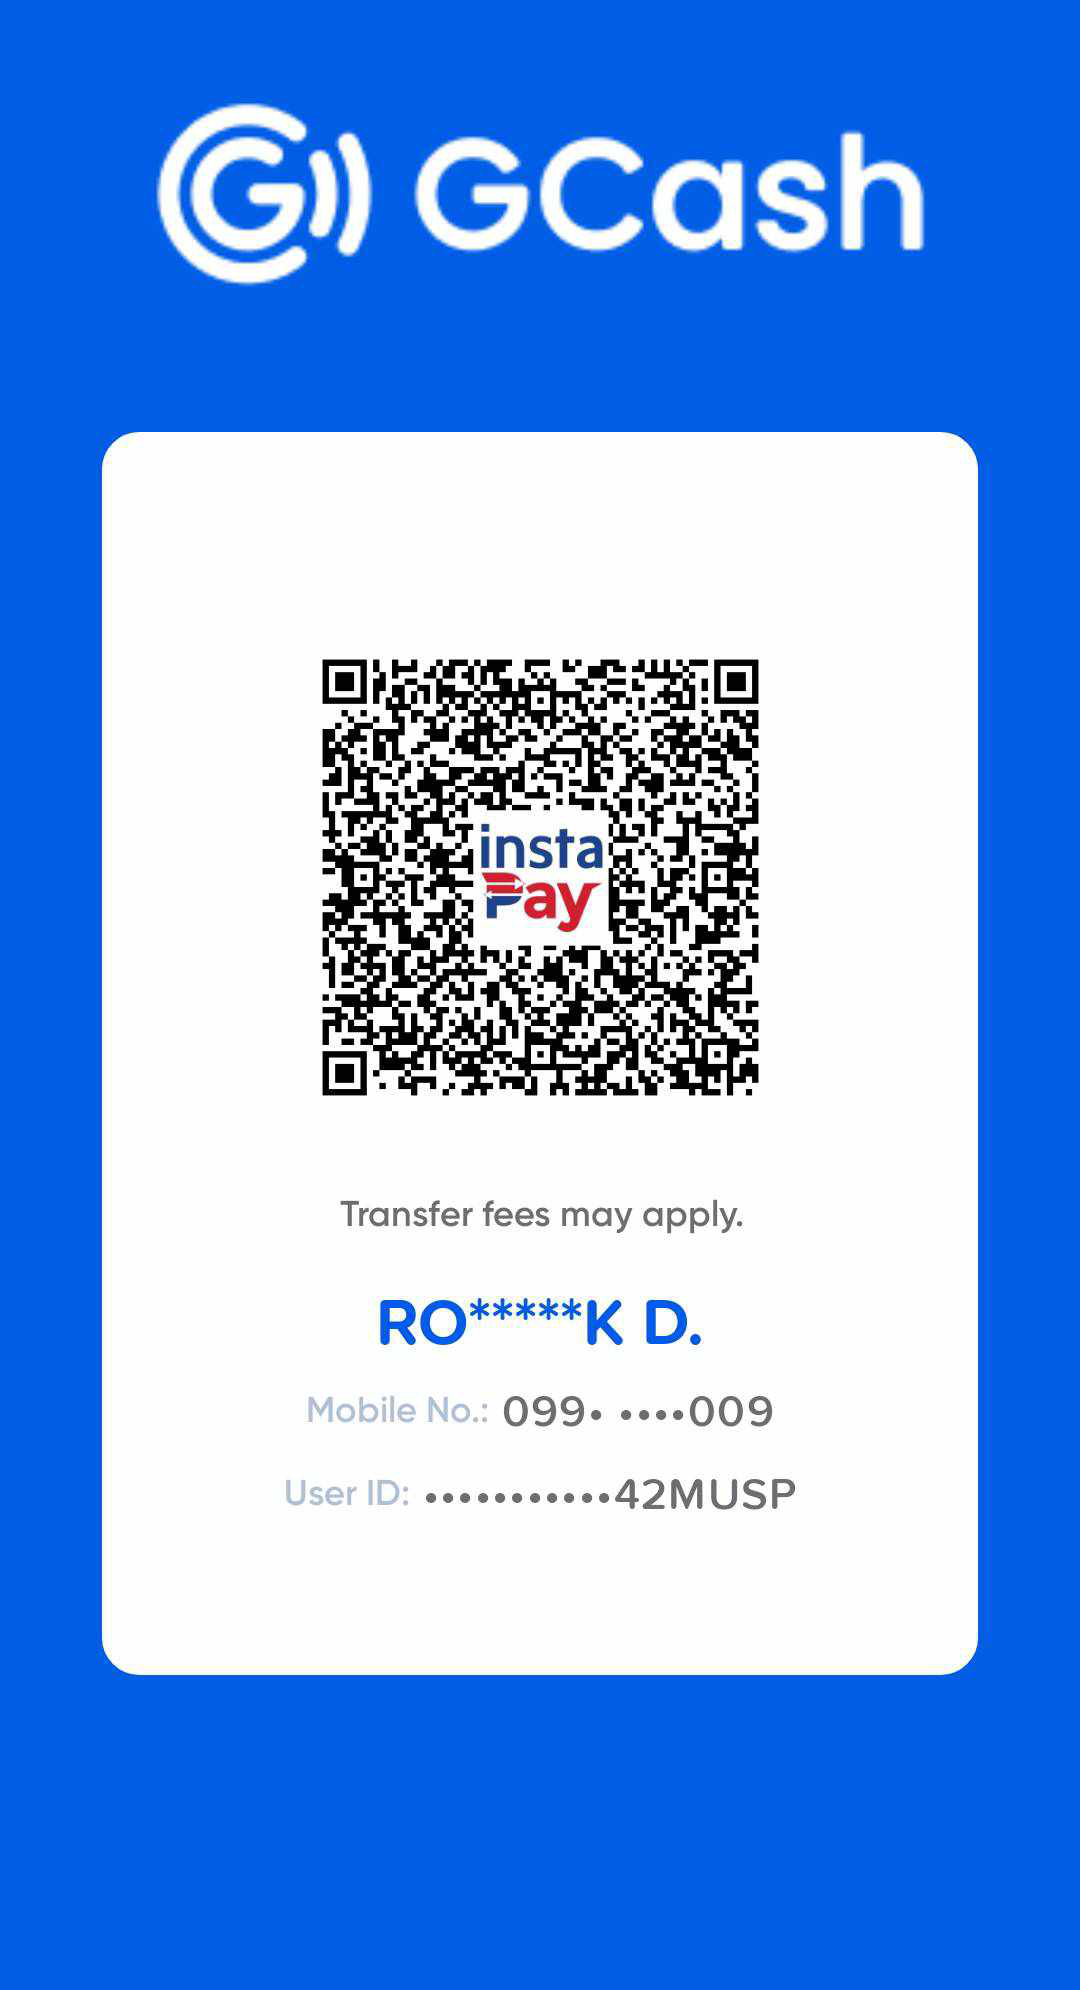 GCash
insta
Pay
Transfer fees may apply.
RO*****K D.
Mobile No.: 099• ••••009
User ID: •••••••••••42MUSP